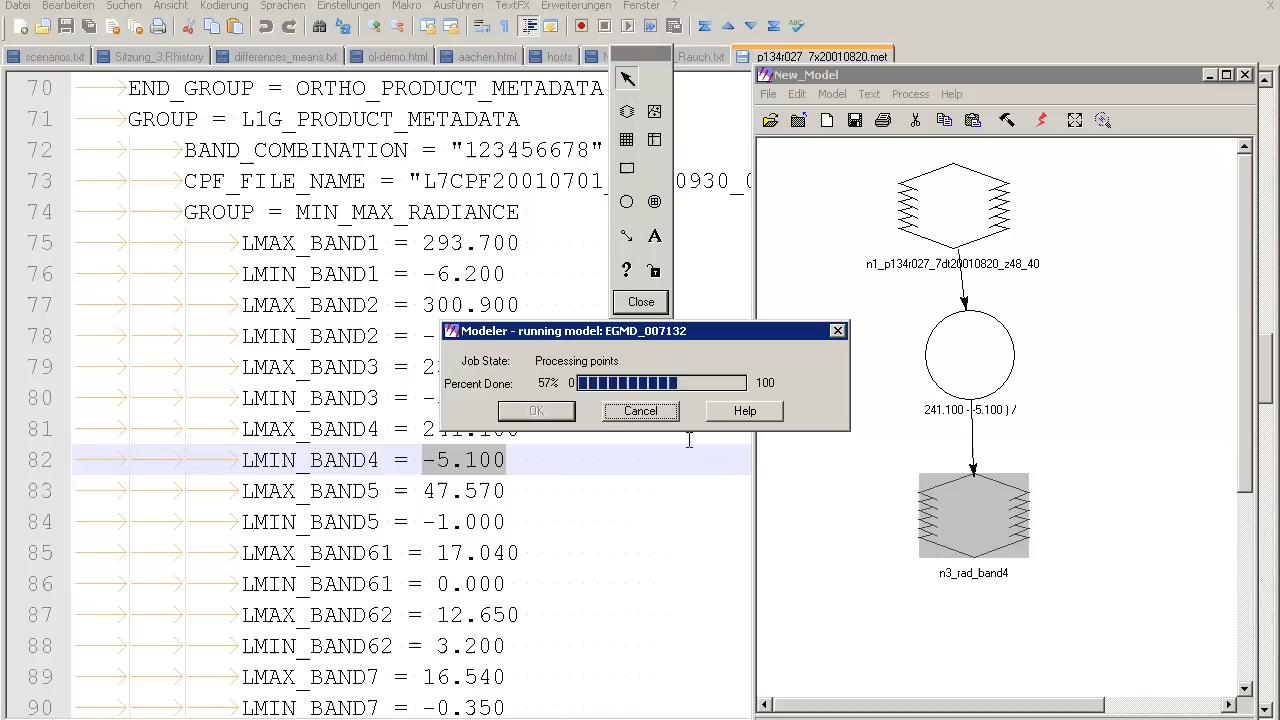 Datei Bearbeiten Suchen Ansicht Kodierung Sprachen Einstellungen Makro Ausführen TextFX Erweiterungen Fenster ? X
scenarios.txt Sitzung_3.Rhistory differences_means.txt ol-demo.html aachen.html hosts Rauch.txt p134r027_7x20010820.met
70 END_GROUP = ORTHO_PRODUCT_METADATA
71 GROUP = L1G_PRODUCT_METADATA
72 BAND_COMBINATION = "123456678"
73 CPF_FILE_NAME = "L7CPF20010701_ 0930_0
74 GROUP = MIN_MAX_RADIANCE
75 LMAX_BAND1 = 293.700
76 LMIN_BAND1 = -6.200
77 LMAX_BAND2 = 300.900
78 LMIN_BAND2 = -
79 LMAX_BAND3 = 2
80 LMIN_BAND3 = -
81 LMAX_BAND4 = 241.100
82 LMIN_BAND4 = -5.100
83 LMAX_BAND5 = 47.570
84 LMIN_BAND5 = -1.000
85 LMAX_BAND61 = 17.040
86 LMIN_BAND61 = 0.000
87 LMAX_BAND62 = 12.650
88 LMIN_BAND62 = 3.200
89 LMAX_BAND7 = 16.540
90 LMIN_BAND7 = -0.350
A
?
Close
Modeler - running model: EGMD_007132
Job State: Processing points
Percent Done: 57% 0 100
OK Cancel Help
New_Model
File Edit Model Text Process Help
n1_p134r027_7dt20010820_z48_40
241.100 - -5.100 ) /
n3_rad_band4